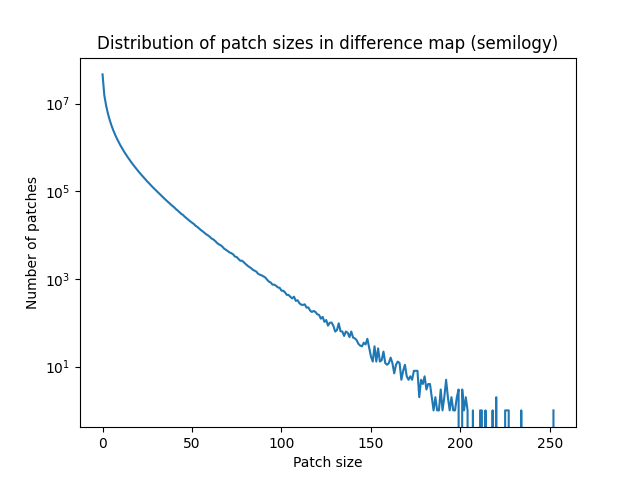 Distribution of patch sizes in difference map (semilogy)
Number of patches
10^7
10^5
10^3
10^1
0 50 100 150 200 250
Patch size